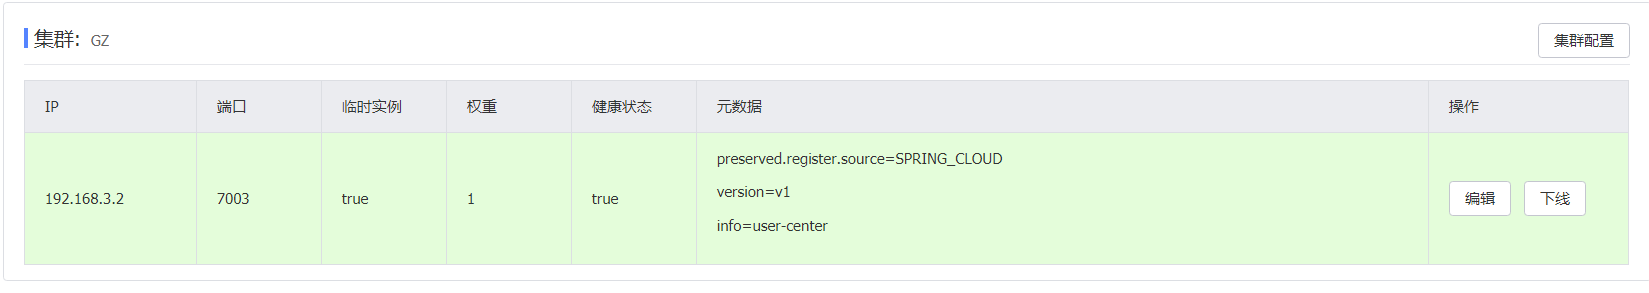 集群: GZ
集群配置
IP 端口 临时实例 权重 健康状态 元数据 操作
preserved.register.source=SPRING_CLOUD
version=v1
192.168.3.2 7003 true 1 true 编辑 下线
info=user-center